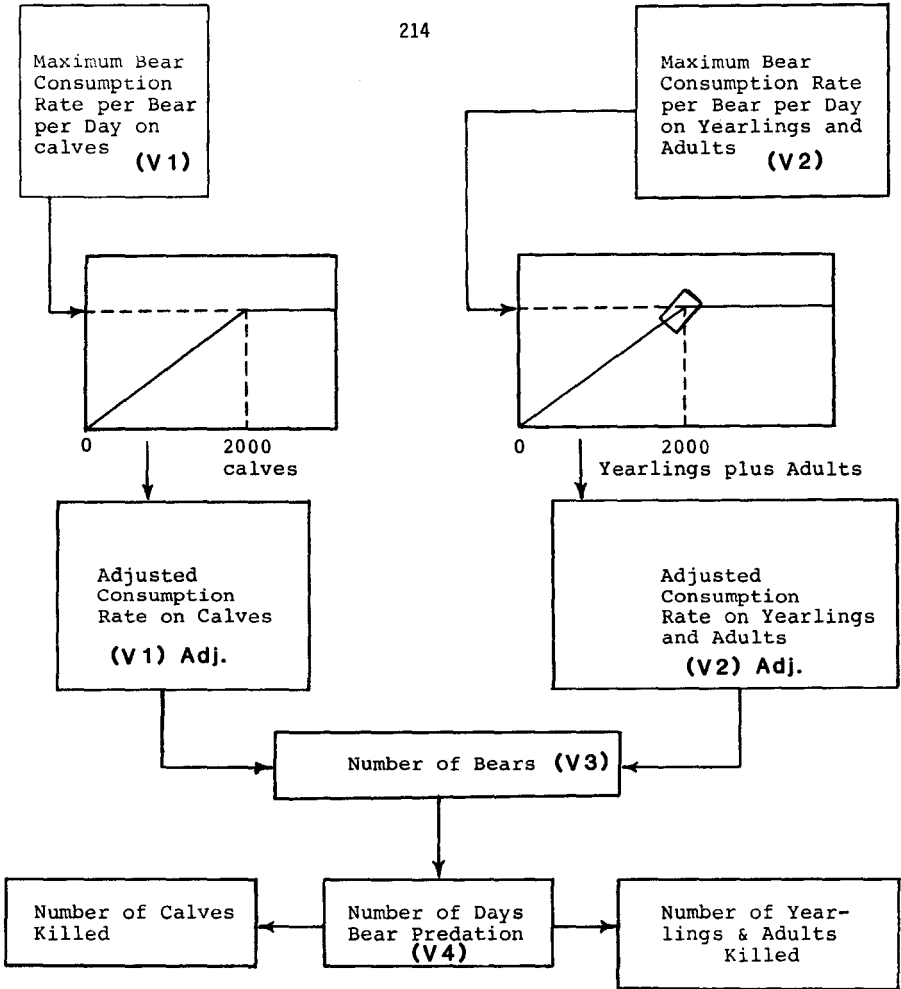 214
Maximum Bear
Consumption
Rate per Bear
per Day on
calves
(V1)
Maximum Bear
Consumption Rate
per Bear per Day
on Yearlings and
Adults
(V2)
0
2000
calves
0
2000
Yearlings plus Adults
Adjusted
Consumption
Rate on Calves
(V1) Adj.
Adjusted
Consumption
Rate on Yearlings
and Adults
(V2) Adj.
Number of Bears (V3)
Number of Calves
Killed
Number of Days
Bear Predation
(V4)
Number of Year-
lings & Adults
Killed